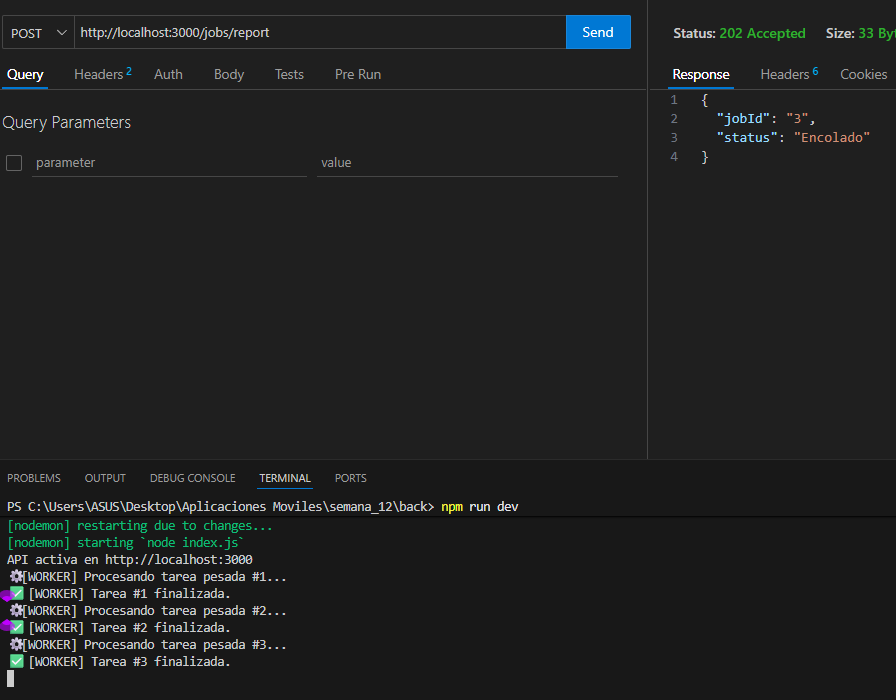 POST http://localhost:3000/jobs/report Send
Query Headers 2 Auth Body Tests Pre Run
Query Parameters
parameter value
Status: 202 Accepted Size: 33
Response Headers 6 Cookies
1 {
2 "jobId": "3",
3 "status": "Encolado"
4 }
PROBLEMS OUTPUT DEBUG CONSOLE TERMINAL PORTS
PS C:\Users\ASUS\Desktop\Aplicaciones Moviles\semana_12\back> npm run dev
[nodemon] restarting due to changes...
[nodemon] starting `node index.js`
API activa en http://localhost:3000
⚙[WORKER] Procesando tarea pesada #1...
✅ [WORKER] Tarea #1 finalizada.
⚙[WORKER] Procesando tarea pesada #2...
✅ [WORKER] Tarea #2 finalizada.
⚙[WORKER] Procesando tarea pesada #3...
✅ [WORKER] Tarea #3 finalizada.